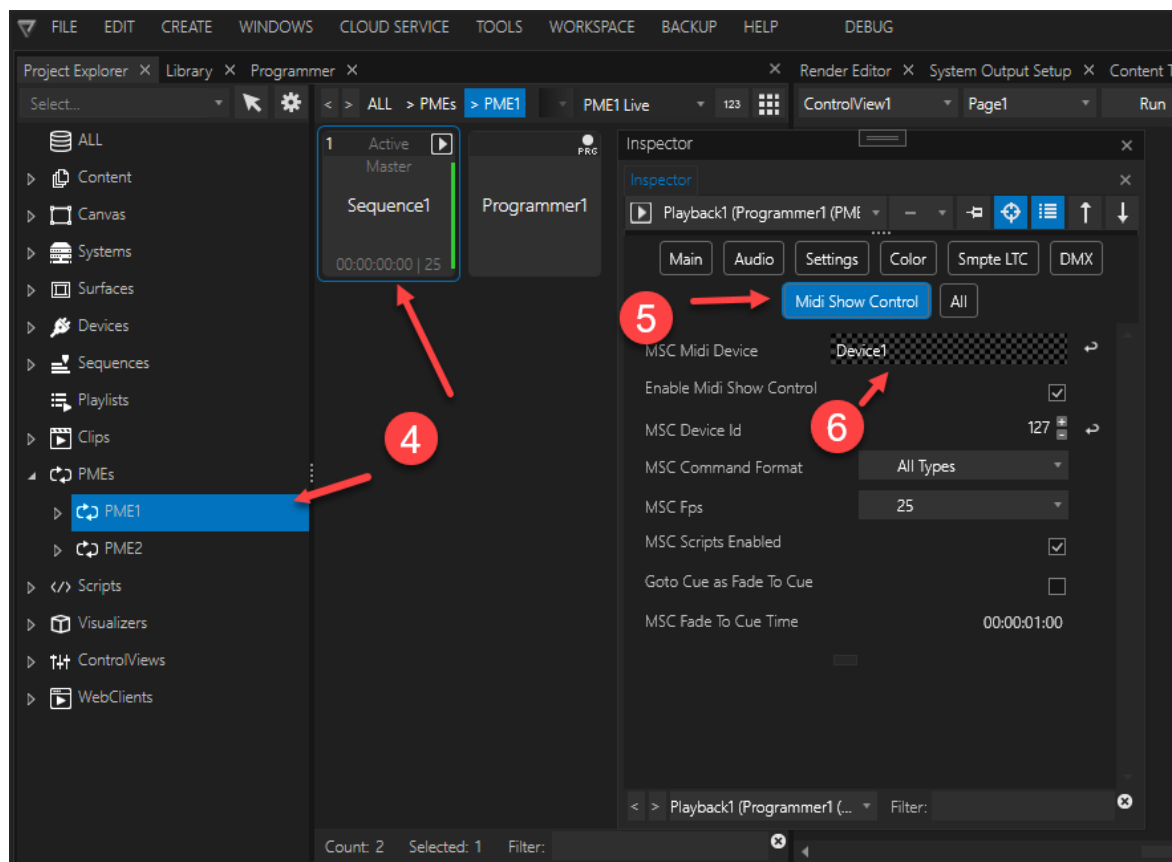 FILE EDIT CREATE WINDOWS CLOUD SERVICE TOOLS WORKSPACE BACKUP HELP DEBUG
Project Explorer Library Programmer Render Editor System Output Setup Content T
Select... < > ALL > PMEs > PME1 PME1 Live 123 ControlView1 Page1 Run
ALL
Content
Canvas
Systems
Surfaces
Devices
Sequences
Playlists
Clips
PMEs
PME1
PME2
Scripts
Visualizers
ControlViews
WebClients
1 Active
Master
Sequence1
00:00:00:00 | 25
PRG
Programmer1
4
Count: 2 Selected: 1 Filter:
Inspector
Inspector
Playback1 (Programmer1 (PME
Main Audio Settings Color Smpte LTC DMX
5 Midi Show Control All
MSC Midi Device Device1
Enable Midi Show Control
6
MSC Device Id 127
MSC Command Format All Types
MSC Fps 25
MSC Scripts Enabled
Goto Cue as Fade To Cue
MSC Fade To Cue Time 00:00:01:00
< > Playback1 (Programmer1 (... Filter: